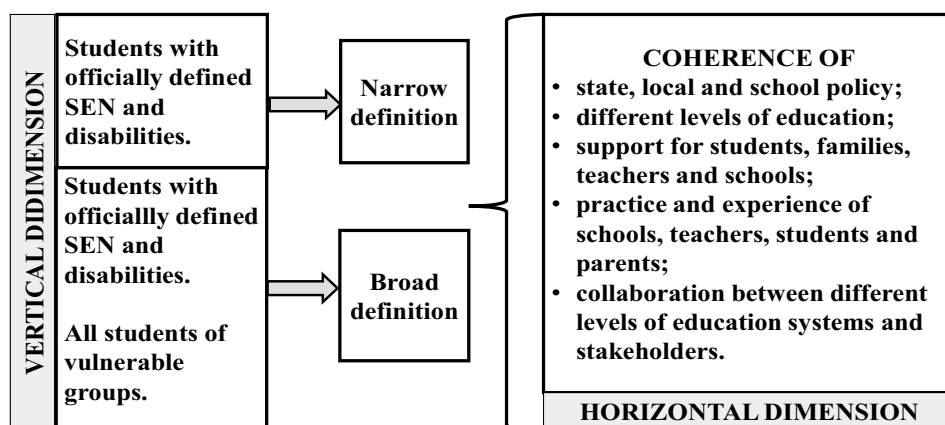 VERTICAL DIDIMENSION
Students with
officially defined
SEN and
disabilities.
Narrow
definition
Students with
officiallly defined
SEN and
disabilities.
All students of
vulnerable
groups.
Broad
definition
COHERENCE OF
• state, local and school policy;
• different levels of education;
• support for students, families,
teachers and schools;
• practice and experience of
schools, teachers, students and
parents;
• collaboration between different
levels of education systems and
stakeholders.
HORIZONTAL DIMENSION